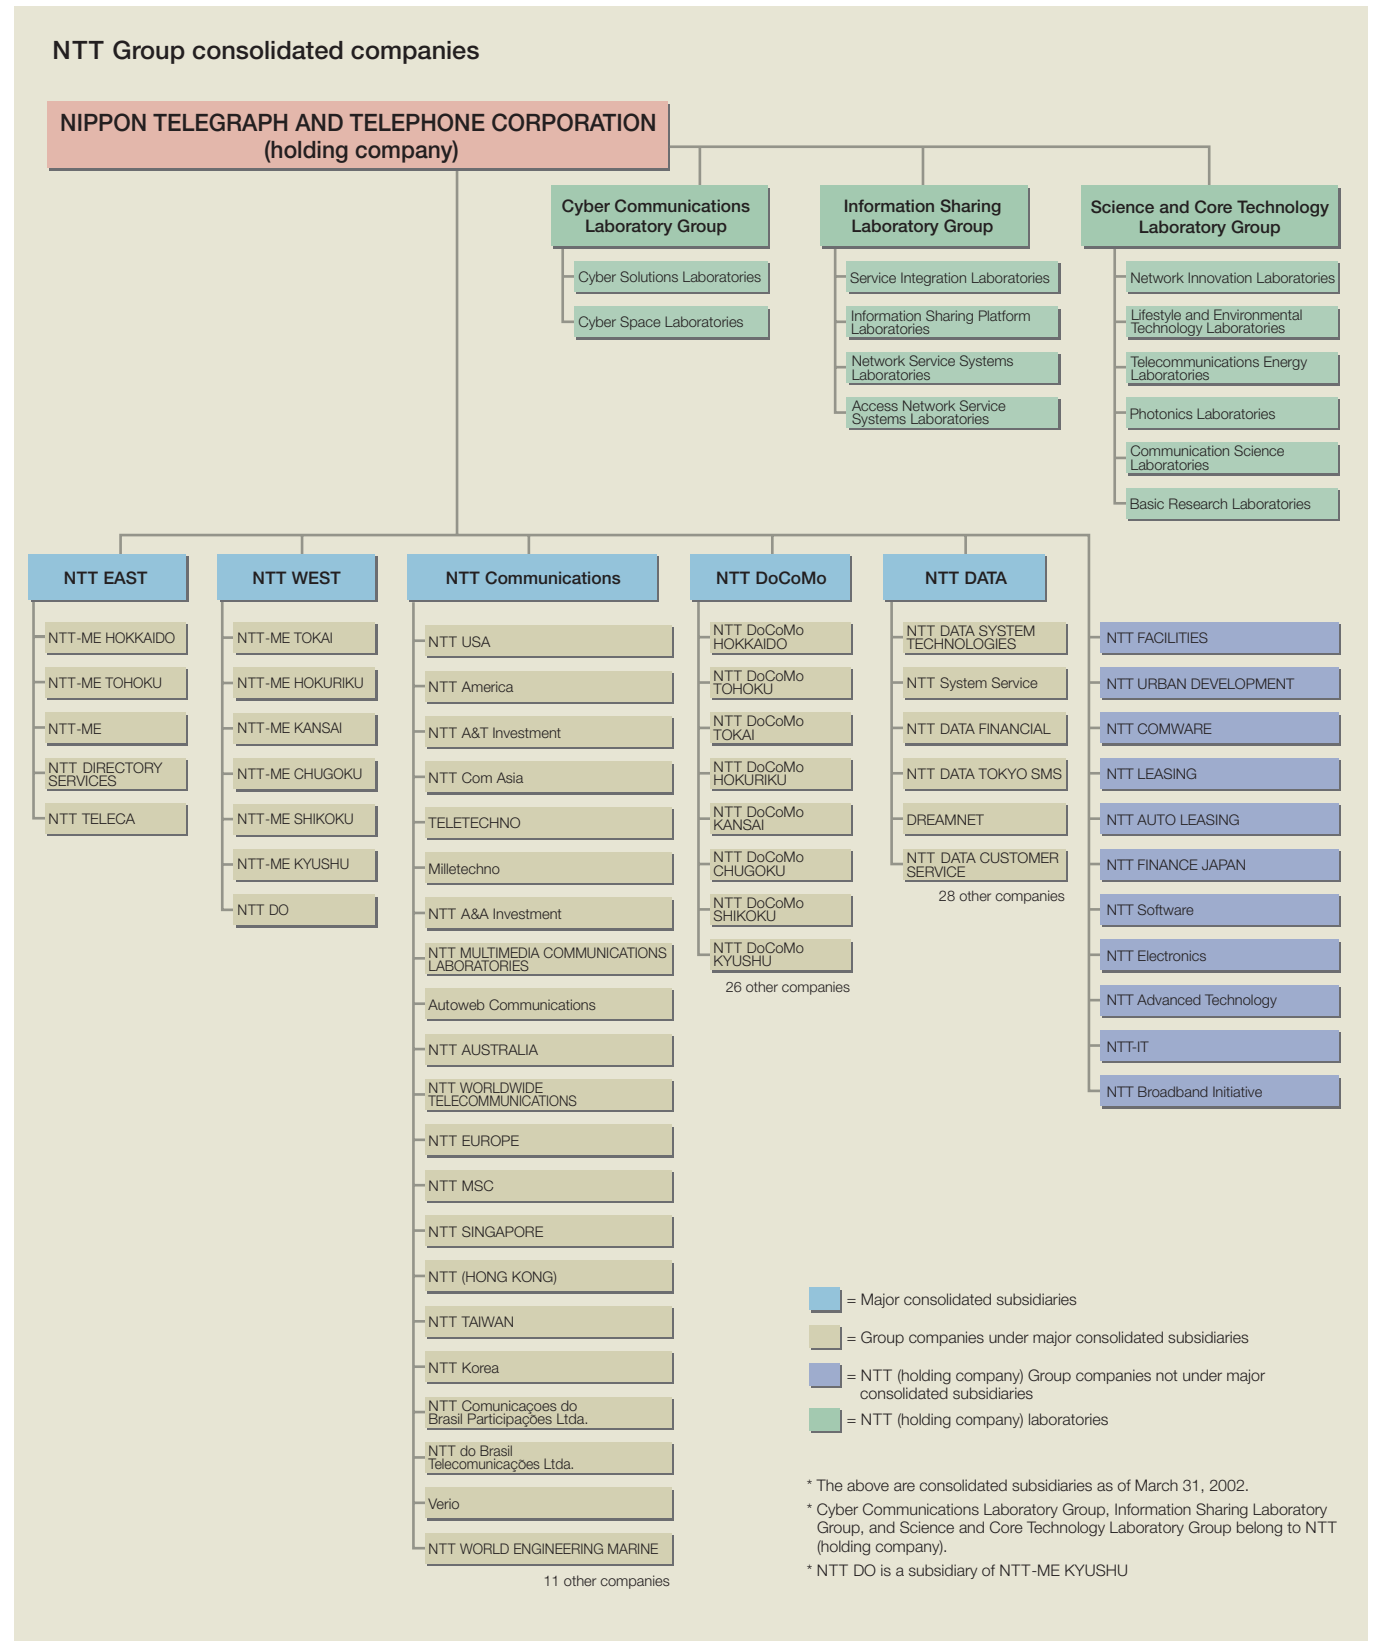 NTT Group consolidated companies
NIPPON TELEGRAPH AND TELEPHONE CORPORATION
(holding company)
Cyber Communications
Laboratory Group
Cyber Solutions Laboratories
Cyber Space Laboratories
Information Sharing
Laboratory Group
Service Integration Laboratories
Information Sharing Platform
Laboratories
Network Service Systems
Laboratories
Access Network Service
Systems Laboratories
Science and Core Technology
Laboratory Group
Network Innovation Laboratories
Lifestyle and Environmental
Technology Laboratories
Telecommunications Energy
Laboratories
Photonics Laboratories
Communication Science
Laboratories
Basic Research Laboratories
NTT EAST
NTT-ME HOKKAIDO
NTT-ME TOHOKU
NTT-ME
NTT DIRECTORY
SERVICES
NTT TELECA
NTT WEST
NTT-ME TOKAI
NTT-ME HOKURIKU
NTT-ME KANSAI
NTT-ME CHUGOKU
NTT-ME SHIKOKU
NTT-ME KYUSHU
NTT DO
NTT Communications
NTT USA
NTT America
NTT A&T Investment
NTT Com Asia
TELETECHNO
Milletechno
NTT A&A Investment
NTT MULTIMEDIA COMMUNICATIONS
LABORATORIES
Autoweb Communications
NTT AUSTRALIA
NTT WORLDWIDE
TELECOMMUNICATIONS
NTT EUROPE
NTT MSC
NTT SINGAPORE
NTT (HONG KONG)
NTT TAIWAN
NTT Korea
NTT Comunicaçoes do
Brasil Participações Ltda.
NTT do Brasil
Telecomunicações Ltda.
Verio
NTT WORLD ENGINEERING MARINE
11 other companies
NTT DoCoMo
NTT DoCoMo
HOKKAIDO
NTT DoCoMo
TOHOKU
NTT DoCoMo
TOKAI
NTT DoCoMo
HOKURIKU
NTT DoCoMo
KANSAI
NTT DoCoMo
CHUGOKU
NTT DoCoMo
SHIKOKU
NTT DoCoMo
KYUSHU
26 other companies
NTT DATA
NTT DATA SYSTEM
TECHNOLOGIES
NTT System Service
NTT DATA FINANCIAL
NTT DATA TOKYO SMS
DREAMNET
NTT DATA CUSTOMER
SERVICE
28 other companies
NTT FACILITIES
NTT URBAN DEVELOPMENT
NTT COMWARE
NTT LEASING
NTT AUTO LEASING
NTT FINANCE JAPAN
NTT Software
NTT Electronics
NTT Advanced Technology
NTT-IT
NTT Broadband Initiative
= Major consolidated subsidiaries
= Group companies under major consolidated subsidiaries
= NTT (holding company) Group companies not under major
consolidated subsidiaries
= NTT (holding company) laboratories
* The above are consolidated subsidiaries as of March 31, 2002.
* Cyber Communications Laboratory Group, Information Sharing Laboratory
Group, and Science and Core Technology Laboratory Group belong to NTT
(holding company).
* NTT DO is a subsidiary of NTT-ME KYUSHU